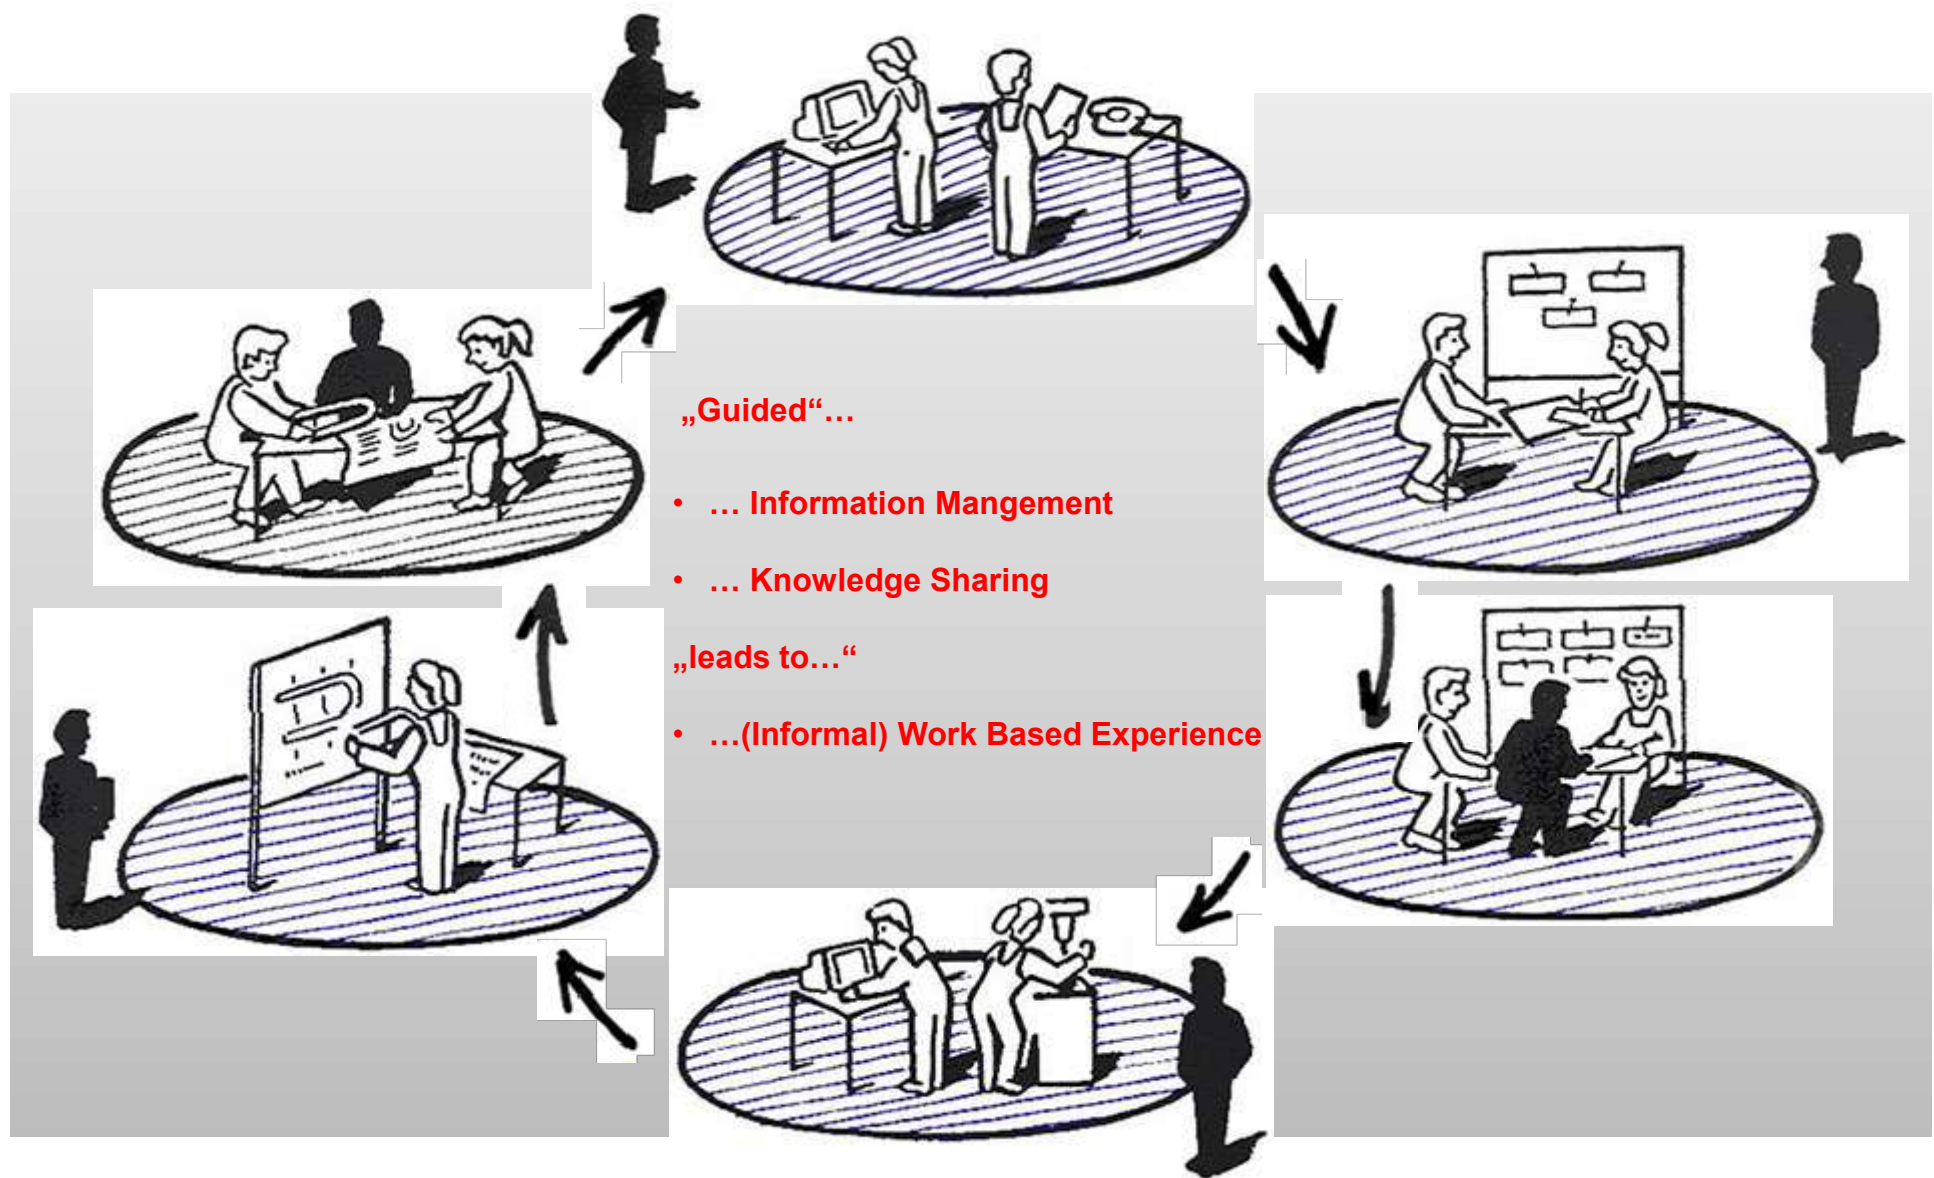 „Guided“…
• … Information Mangement
• … Knowledge Sharing
„leads to…“
• …(Informal) Work Based Experience